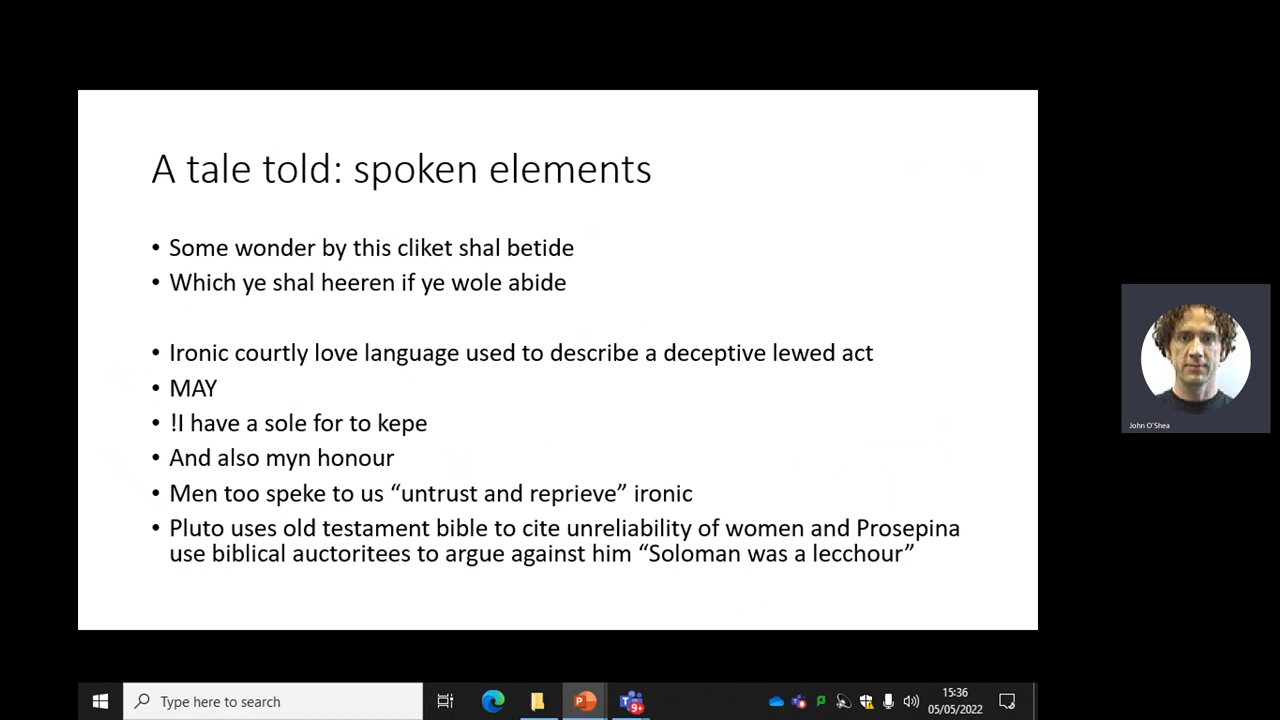 A tale told: spoken elements
• Some wonder by this cliket shal betide
• Which ye shal heeren if ye wole abide
• Ironic courtly love language used to describe a deceptive lewed act
• MAY
• !I have a sole for to kepe
• And also myn honour
• Men too speke to us “untrust and reprieve” ironic
• Pluto uses old testament bible to cite unreliability of women and Prosepina
use biblical auctoritees to argue against him “Soloman was a lecchour”
John O'Shea
Type here to search
9+
15:36
05/05/2022